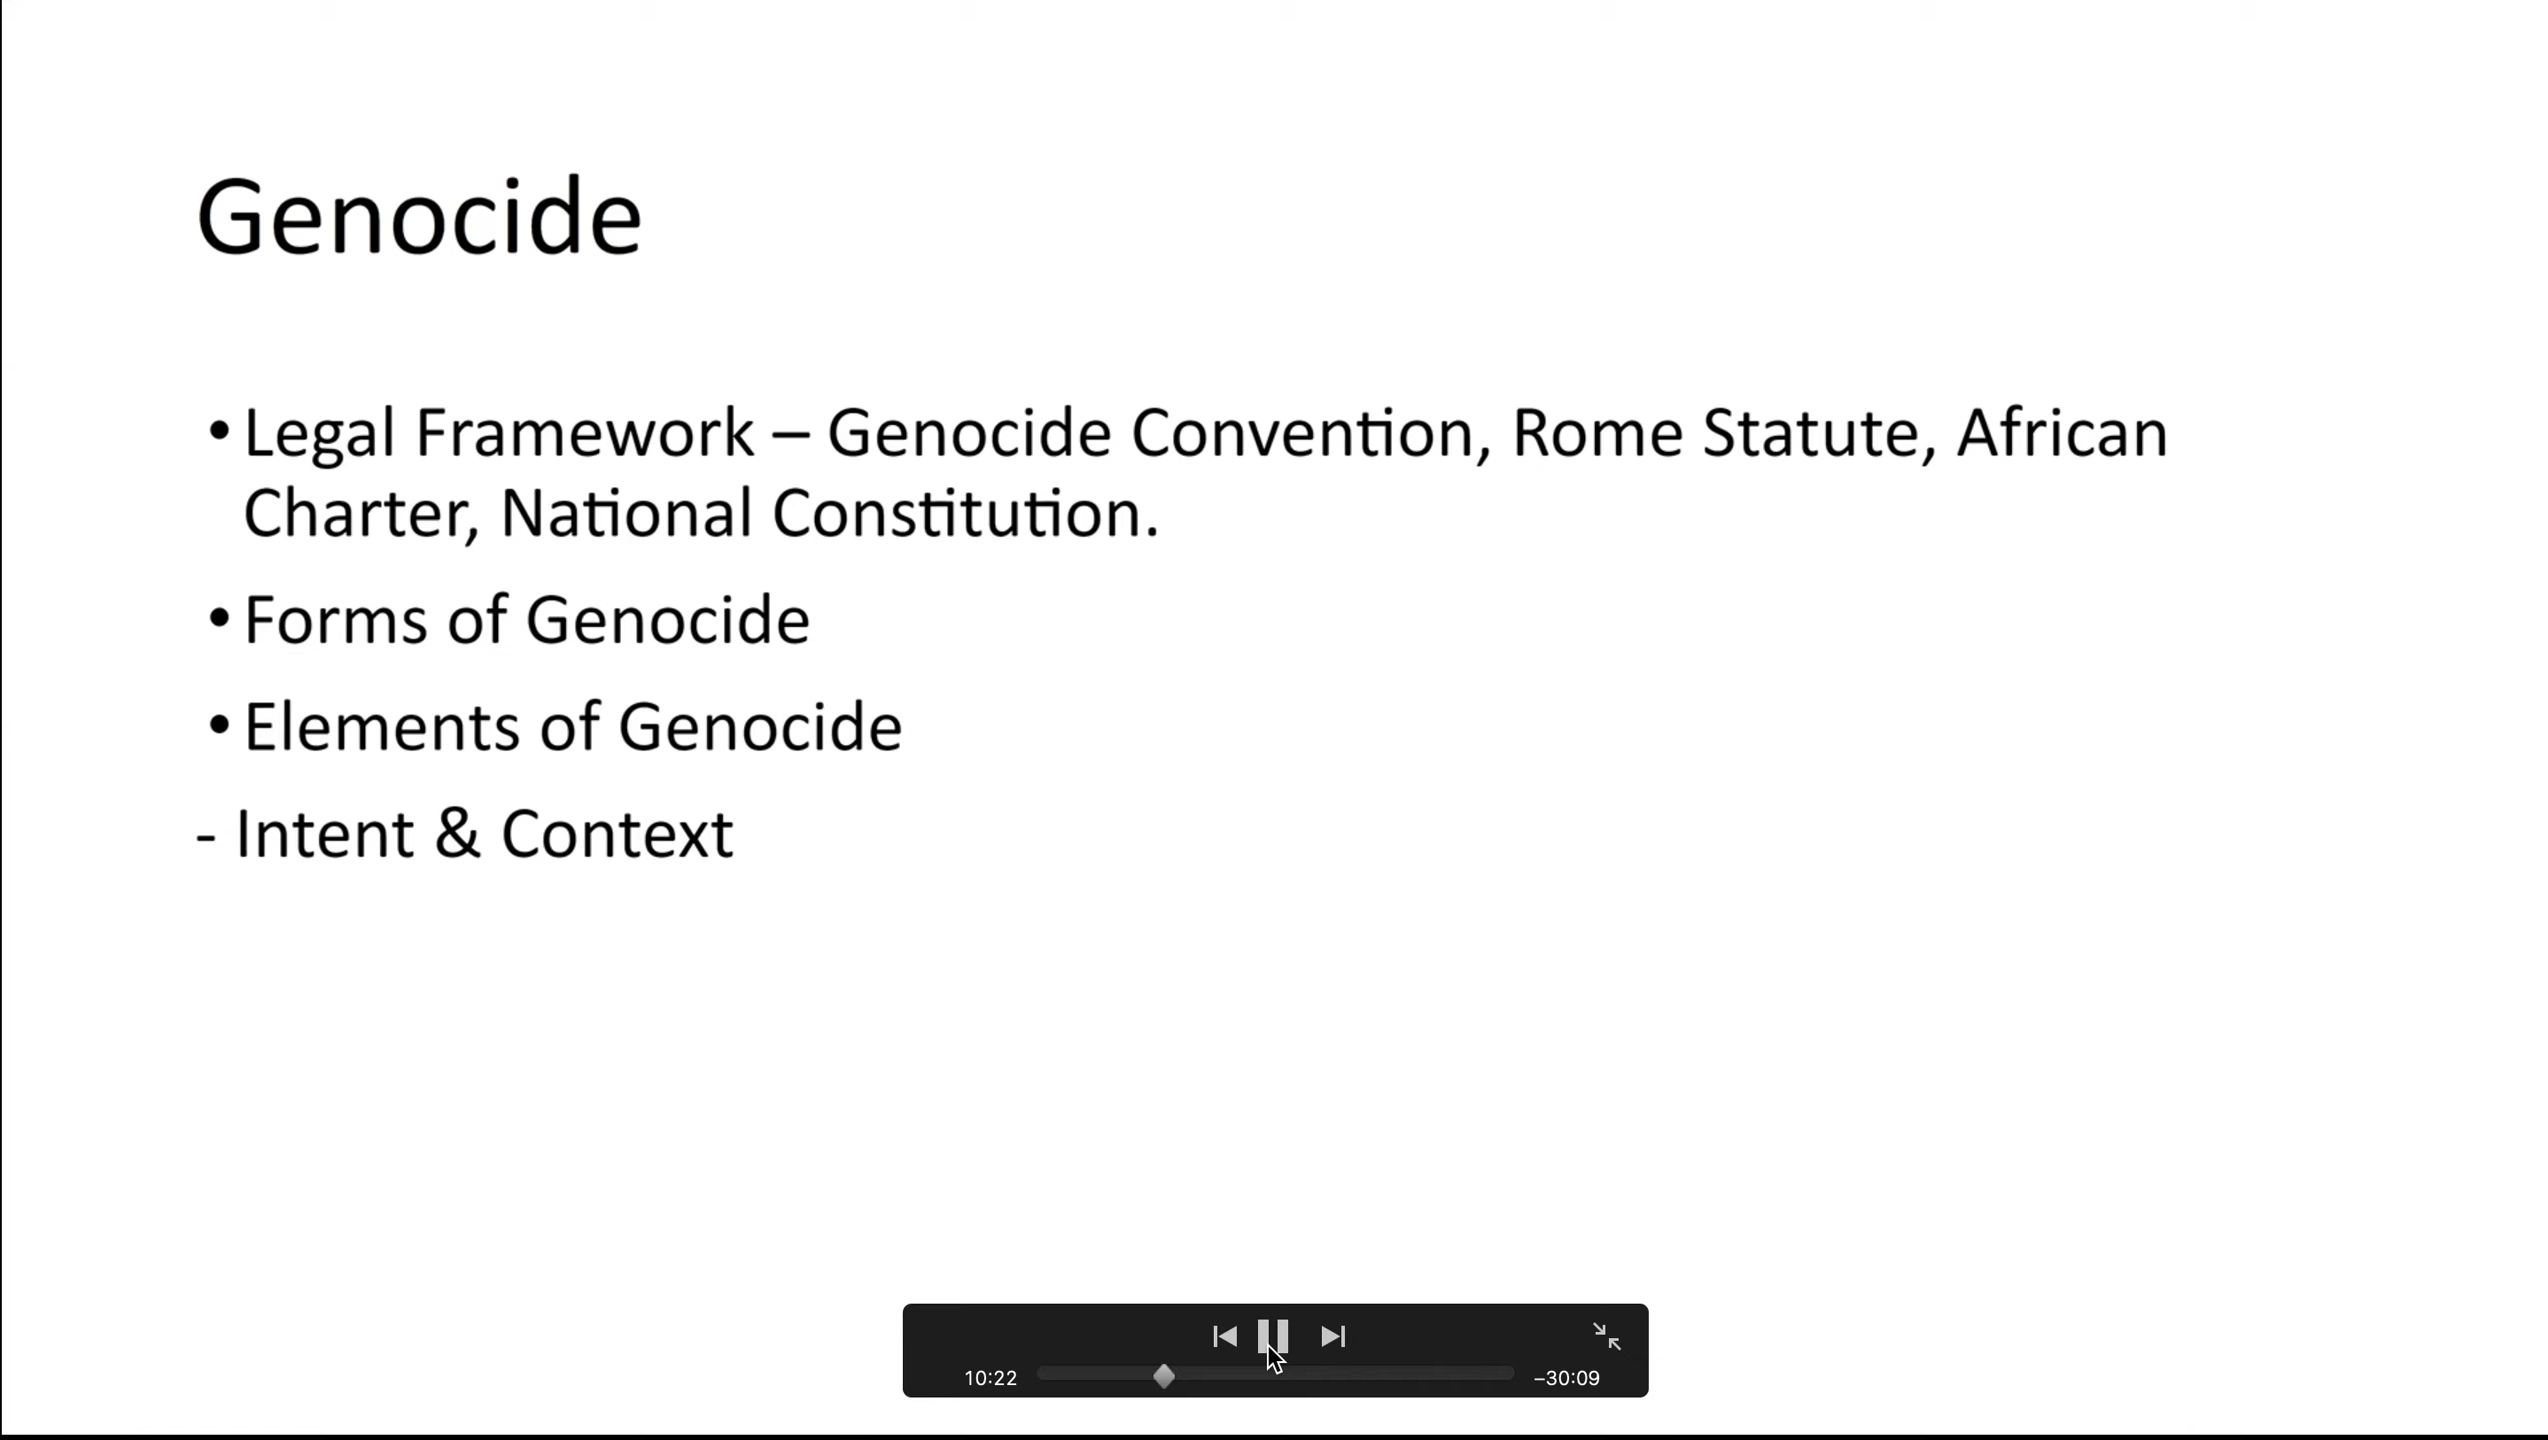 Genocide
• Legal Framework – Genocide Convention, Rome Statute, African
Charter, National Constitution.
• Forms of Genocide
• Elements of Genocide
- Intent & Context
10:22
–30:09